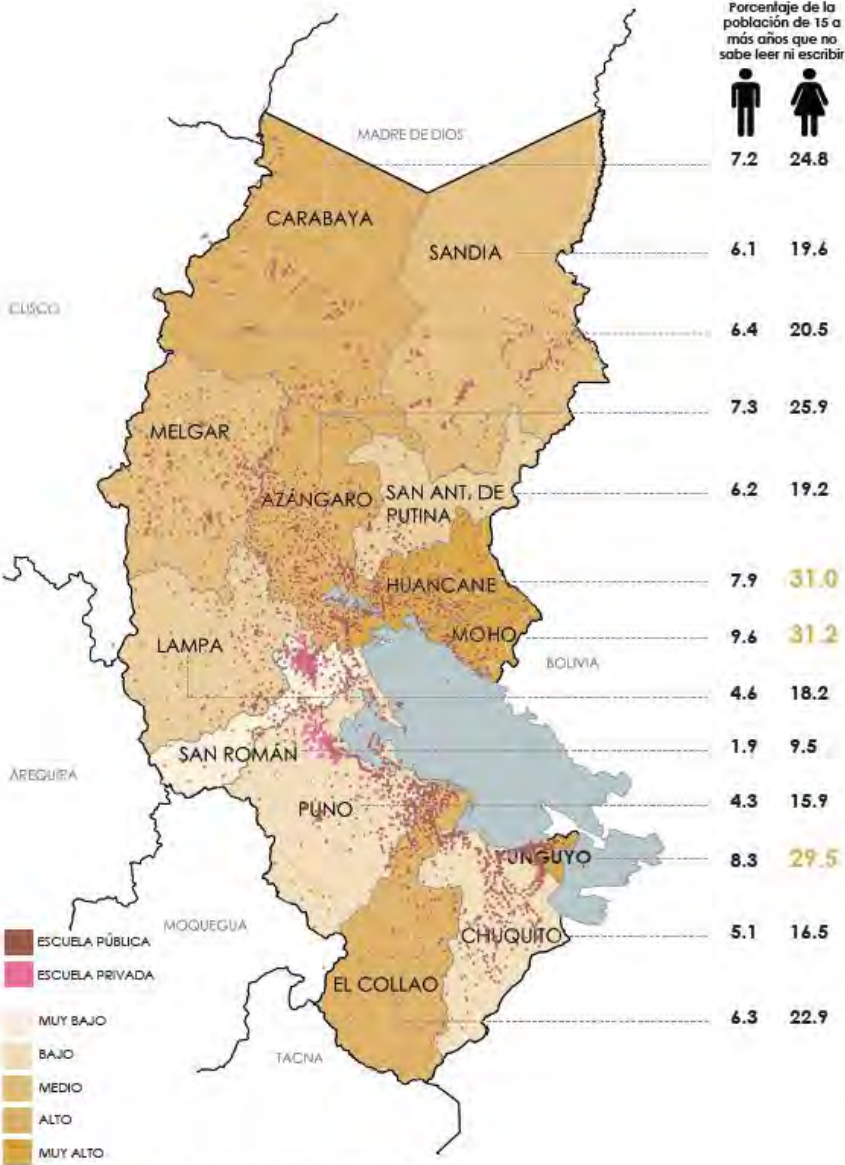 Porcentaje de la
población de 15 a
más años que no
sabe leer ni escribir
MADRE DE DIOS
7.2 24.8
CARABAYA
SANDIA
6.1 19.6
CUSCO
6.4 20.5
7.3 25.9
MELGAR
AZÁNGARO
SAN ANT. DE
PUTINA
6.2 19.2
HUANCANE
7.9 31.0
MOHO
9.6 31.2
LAMPA
BOLIVIA
4.6 18.2
SAN ROMÁN
1.9 9.5
AREQUIPA
PUNO
4.3 15.9
YUNGUYO
8.3 29.5
MOQUEGUA
CHUQUITO
5.1 16.5
ESCUELA PÚBLICA
ESCUELA PRIVADA
EL COLLAO
6.3 22.9
MUY BAJO
BAJO
TACNA
MEDIO
ALTO
MUY ALTO